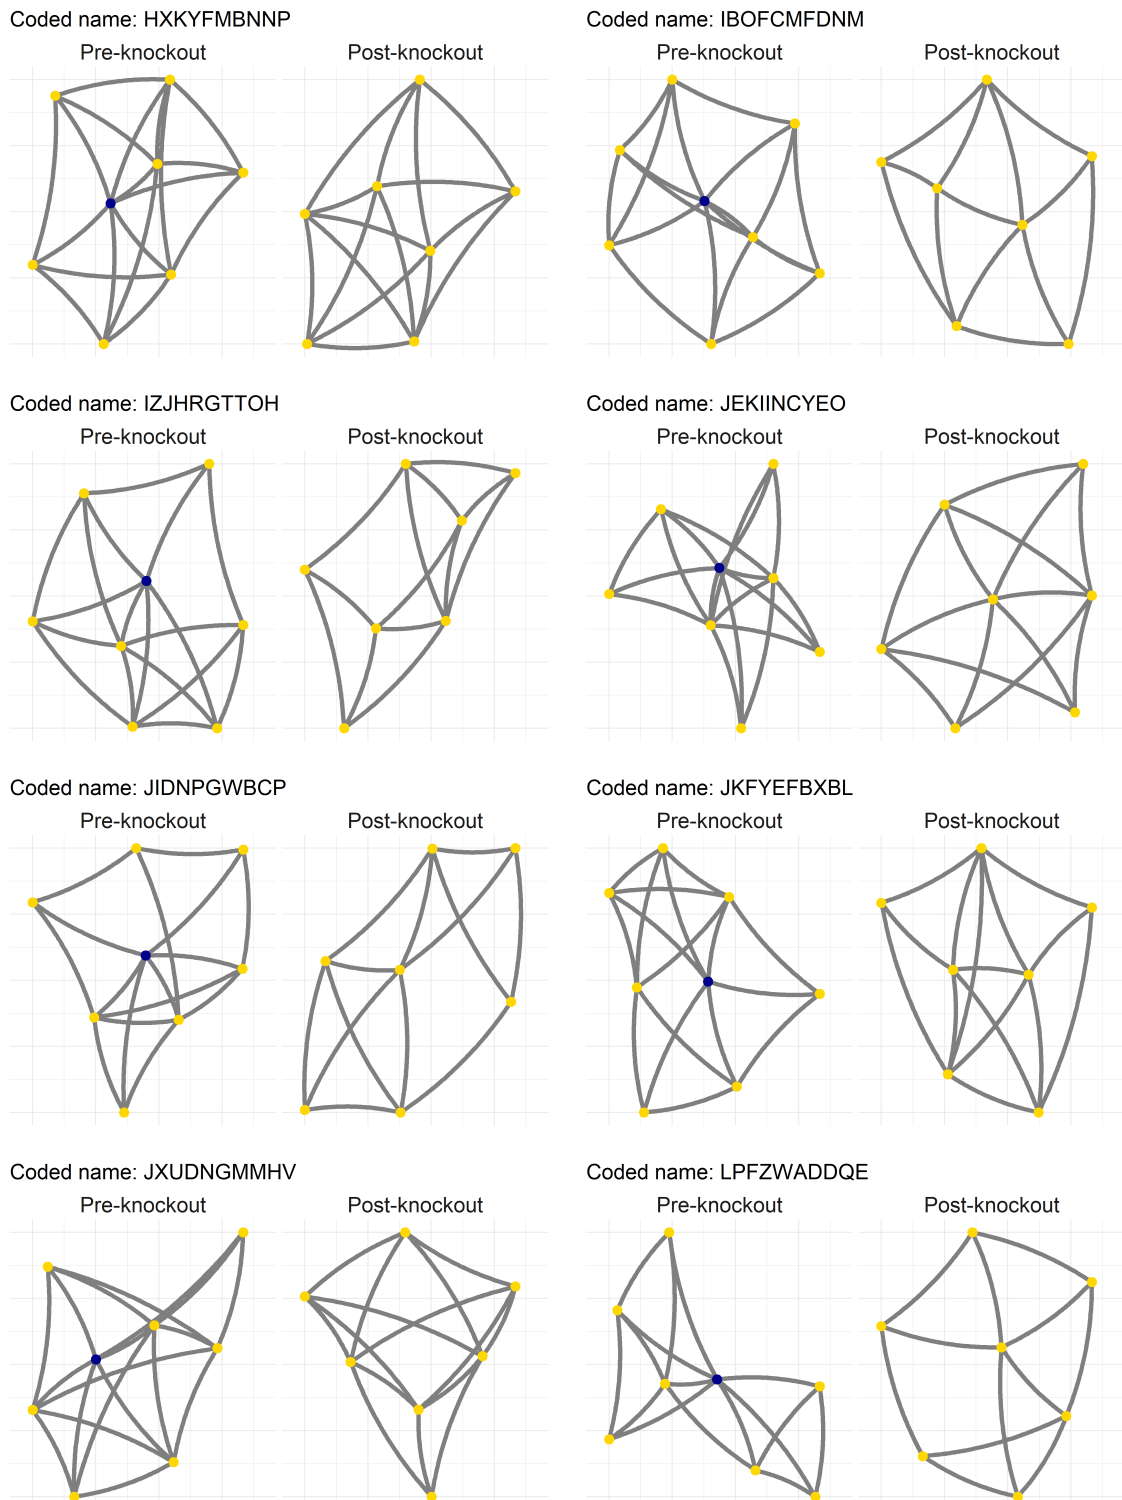 Coded name: HXKYFMBNNP
Pre-knockout
Post-knockout
Coded name: IBOFCMFDNM
Pre-knockout
Post-knockout
Coded name: IZJHRGTTOH
Pre-knockout
Post-knockout
Coded name: JEKIINCYEO
Pre-knockout
Post-knockout
Coded name: JIDNPGWBCP
Pre-knockout
Post-knockout
Coded name: JKFYEFBXBL
Pre-knockout
Post-knockout
Coded name: JXUDNGMMHV
Pre-knockout
Post-knockout
Coded name: LPFZWADDQE
Pre-knockout
Post-knockout